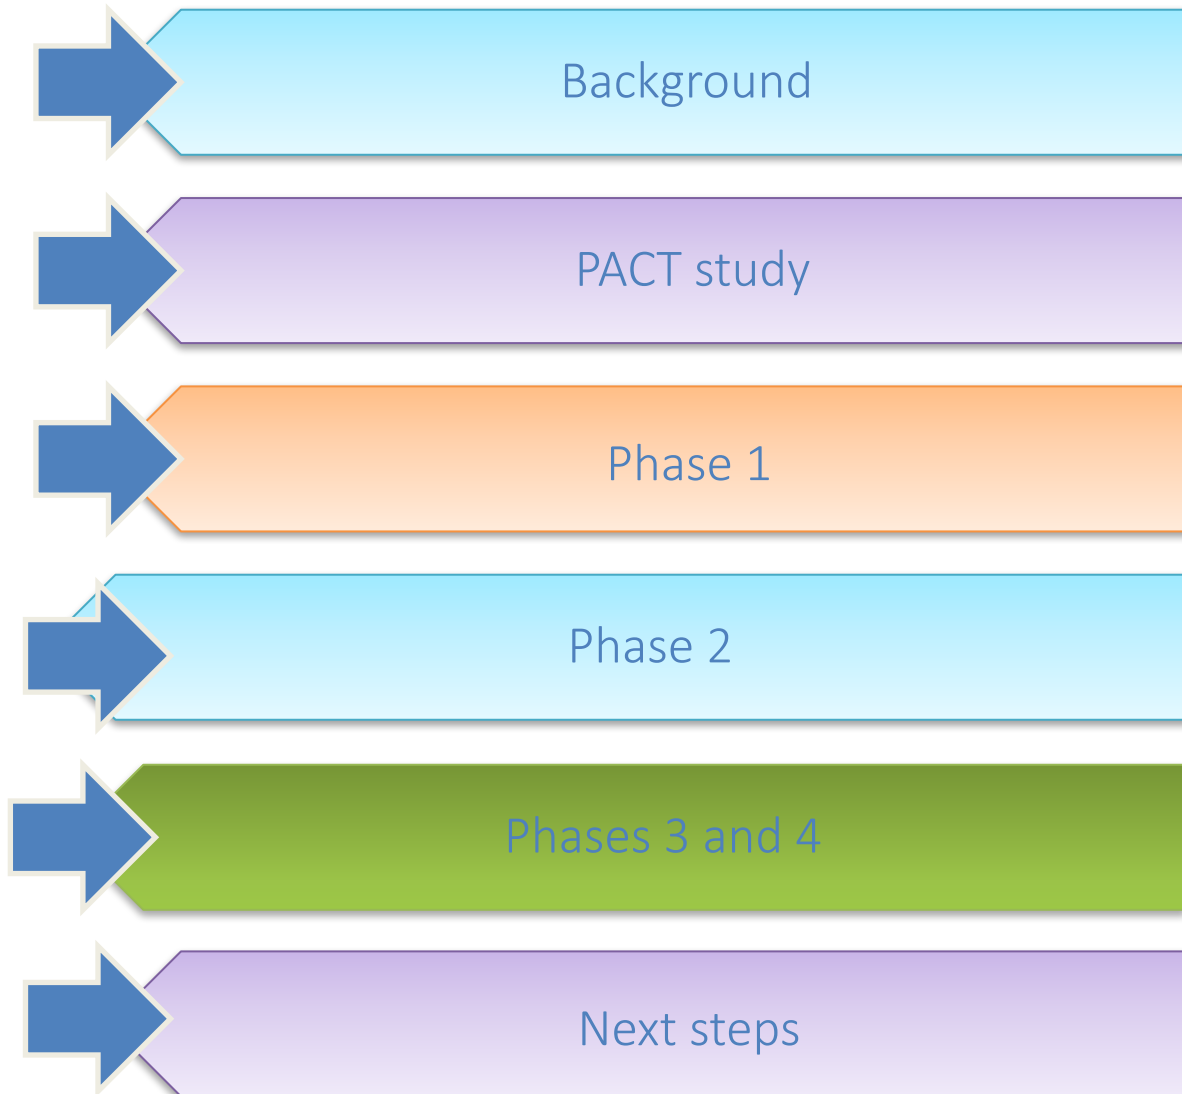 Background
PACT study
Phase 1
Phase 2
Phases 3 and 4
Next steps